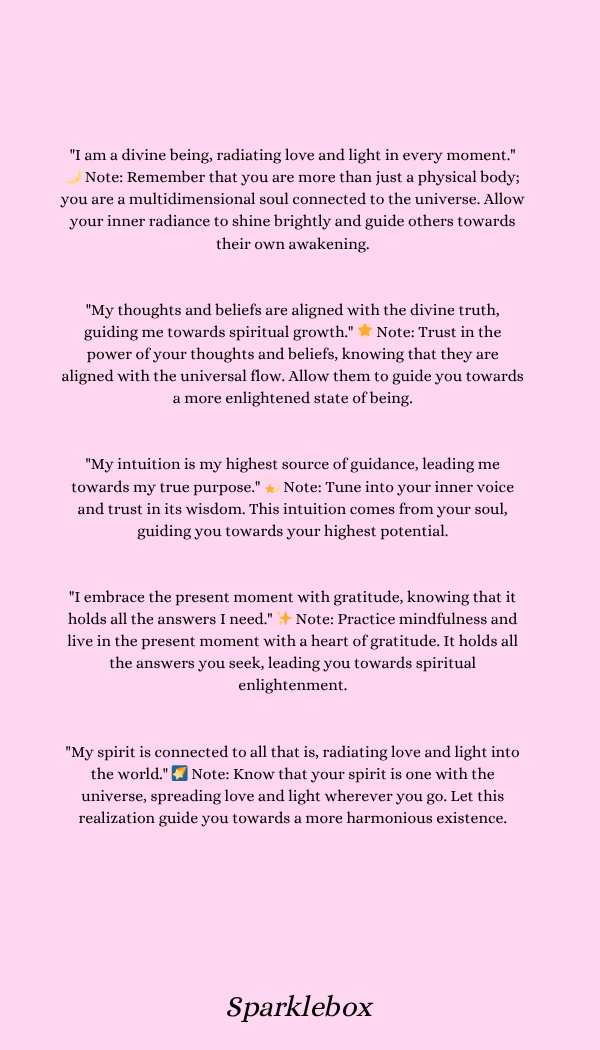 "I am a divine being, radiating love and light in every moment."
🌙 Note: Remember that you are more than just a physical body;
you are a multidimensional soul connected to the universe. Allow
your inner radiance to shine brightly and guide others towards
their own awakening.
"My thoughts and beliefs are aligned with the divine truth,
guiding me towards spiritual growth." ⭐ Note: Trust in the
power of your thoughts and beliefs, knowing that they are
aligned with the universal flow. Allow them to guide you towards
a more enlightened state of being.
"My intuition is my highest source of guidance, leading me
towards my true purpose." 💫 Note: Tune into your inner voice
and trust in its wisdom. This intuition comes from your soul,
guiding you towards your highest potential.
"I embrace the present moment with gratitude, knowing that it
holds all the answers I need." ✨ Note: Practice mindfulness and
live in the present moment with a heart of gratitude. It holds all
the answers you seek, leading you towards spiritual
enlightenment.
"My spirit is connected to all that is, radiating love and light into
the world." 🌠 Note: Know that your spirit is one with the
universe, spreading love and light wherever you go. Let this
realization guide you towards a more harmonious existence.
Sparklebox